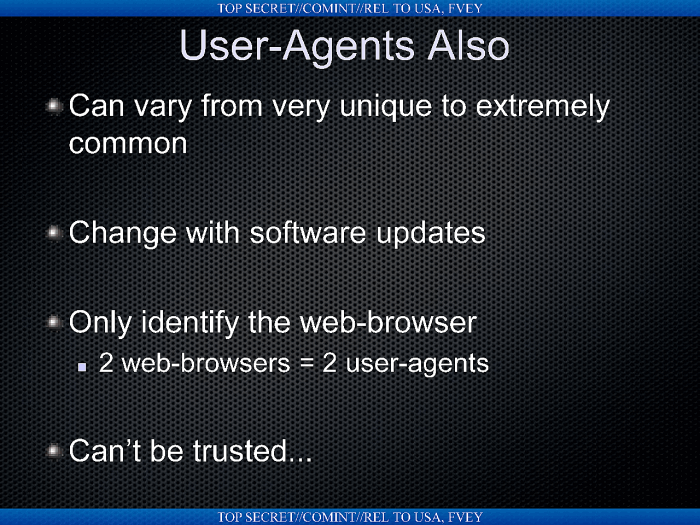 TOP SECRET//COMINT//REL TO USA, FVEY
User-Agents Also
Can vary from very unique to extremely
common
Change with software updates
Only identify the web-browser
2 web-browsers = 2 user-agents
Can’t be trusted...
TOP SECRET//COMINT//REL TO USA, FVEY